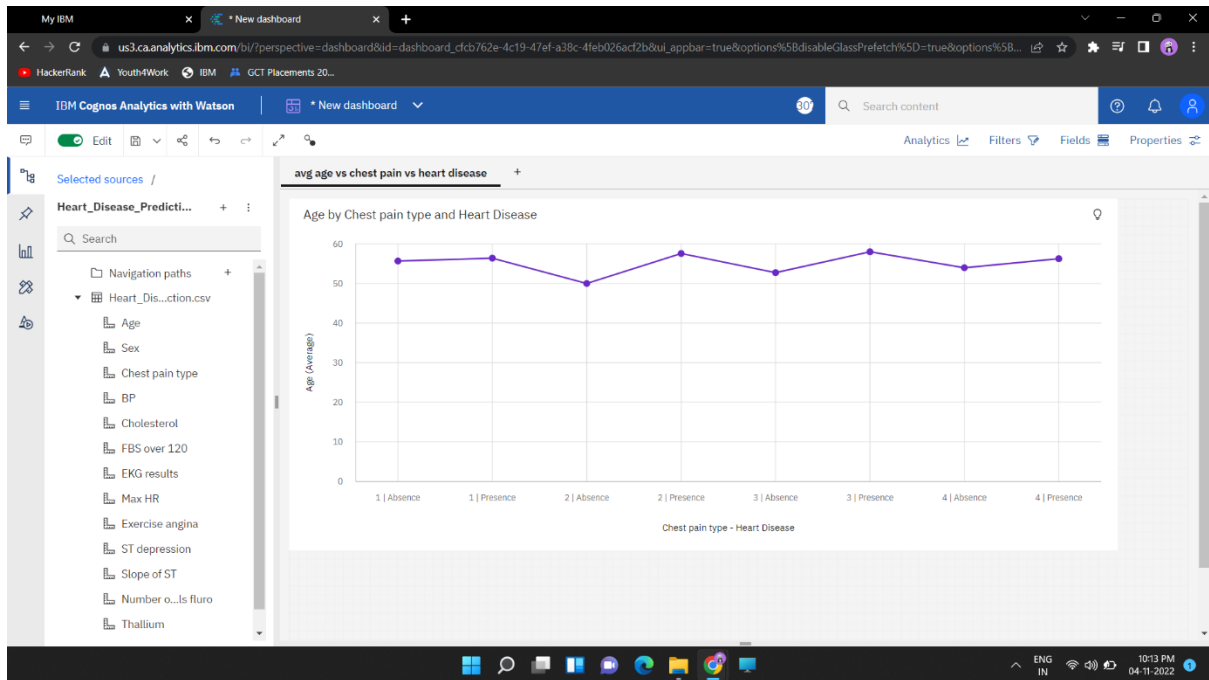 My IBM
* New dashboard
us3.ca.analytics.ibm.com/bi/?perspective=dashboard&id=dashboard_cfcb762e-4c19-47ef-a38c-4feb026acf2b&ui_appbar=true&options%5BdisableGlassPrefetch%5D=true&options%5B...
HackerRank Youth4Work IBM GCT Placements 20...
IBM Cognos Analytics with Watson * New dashboard 30 Search content
Edit Analytics Filters Fields Properties
Selected sources /
Heart_Disease_Predicti... + :
Search
Navigation paths +
Heart_Dis...ction.csv
Age
Sex
Chest pain type
BP
Cholesterol
FBS over 120
EKG results
Max HR
Exercise angina
ST depression
Slope of ST
Number o...ls fluro
Thallium
avg age vs chest pain vs heart disease +
Age by Chest pain type and Heart Disease
60
50
40
30
20
10
0
Age (Average)
1 | Absence 1 | Presence 2 | Absence 2 | Presence 3 | Absence 3 | Presence 4 | Absence 4 | Presence
Chest pain type - Heart Disease
ENG
IN
10:13 PM
04-11-2022
1